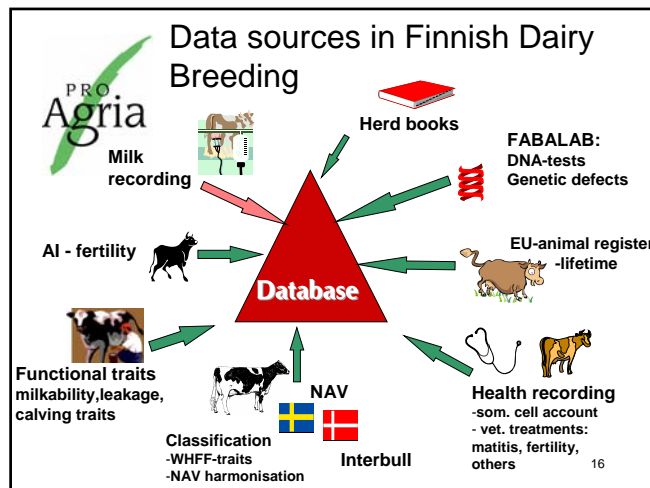 Data sources in Finnish Dairy
Breeding
PRO
Agria
Herd books
FABALAB:
DNA-tests
Genetic defects
Milk
recording
AI - fertility
EU-animal register
-lifetime
Database
Functional traits
milkability,leakage,
calving traits
NAV
Classification
-WHFF-traits
-NAV harmonisation
Interbull
Health recording
-som. cell account
- vet. treatments:
matitis, fertility,
others
16